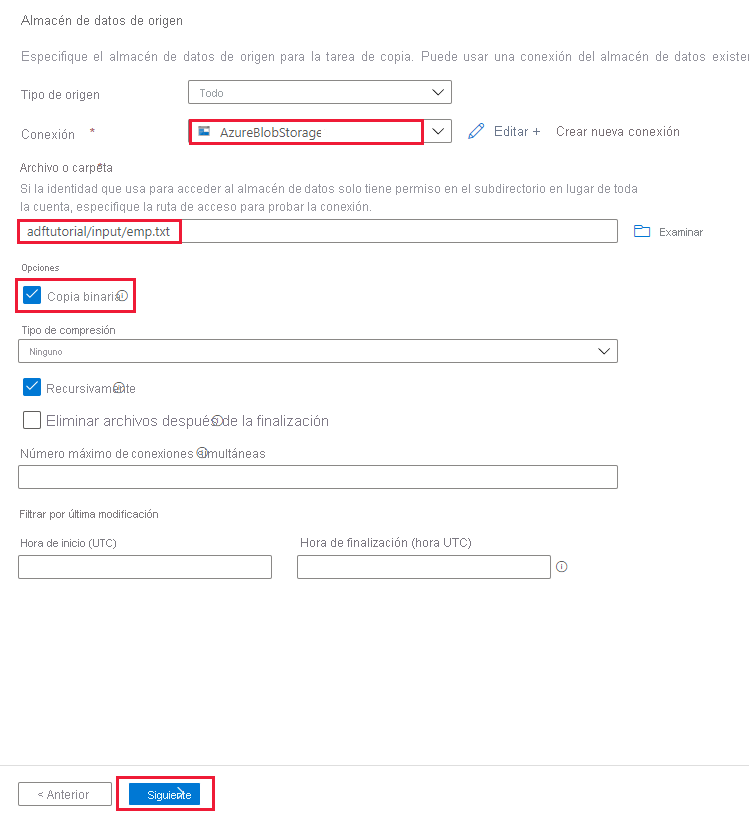 Almacén de datos de origen
Especifique el almacén de datos de origen para la tarea de copia. Puede usar una conexión del almacén de datos existen
Tipo de origen Todo
Conexión * AzureBlobStorage Editar + Crear nueva conexión
Archivo o carpeta*
Si la identidad que usa para acceder al almacén de datos solo tiene permiso en el subdirectorio en lugar de toda
la cuenta, especifique la ruta de acceso para probar la conexión.
adftutorial/input/emp.txt Examinar
Opciones
Copia binaria
Tipo de compresión
Ninguno
Recursivamente
Eliminar archivos después de la finalización
Número máximo de conexiones simultáneas
Filtrar por última modificación
Hora de inicio (UTC) Hora de finalización (hora UTC)
< Anterior Siguiente >